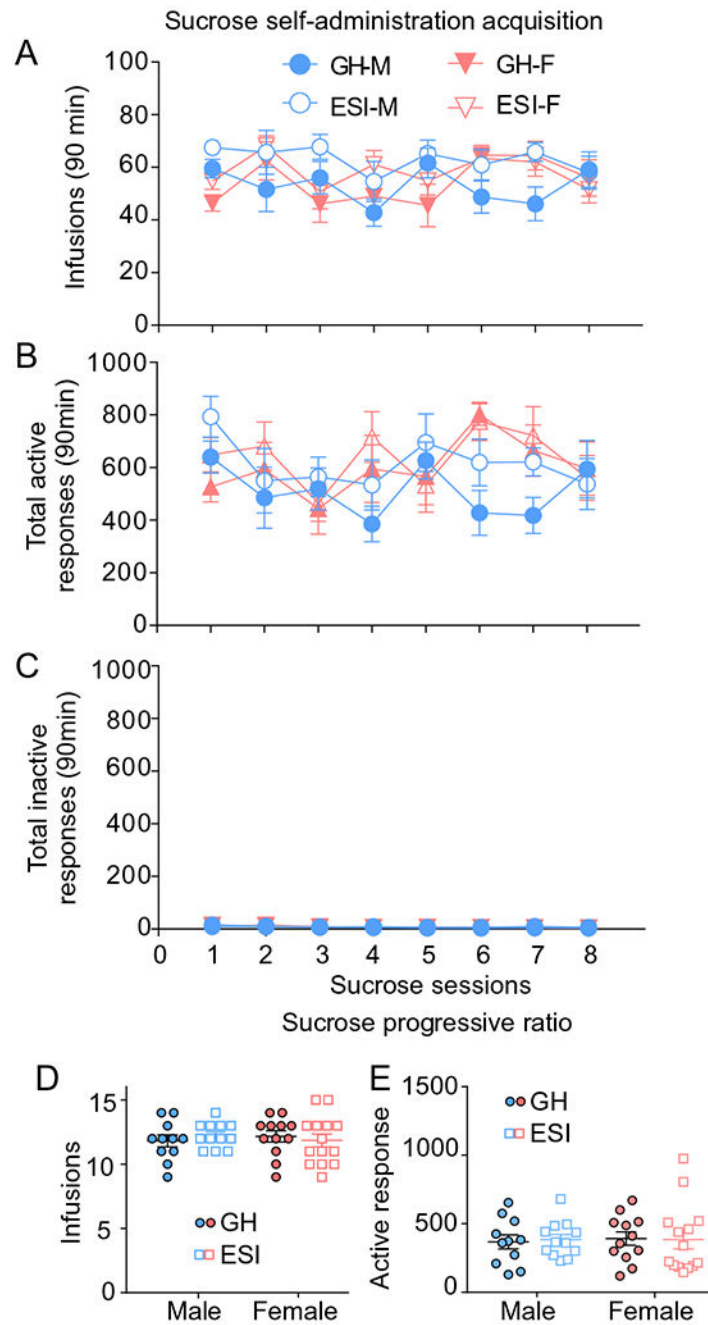 Sucrose self-administration acquisition
A
GH-M
GH-F
ESI-M
ESI-F
Infusions (90 min)
100
80
60
40
20
0
B
Total active
responses (90min)
1000
800
600
400
200
0
C
Total inactive
responses (90min)
1000
800
600
400
200
0
0 1 2 3 4 5 6 7 8
Sucrose sessions
Sucrose progressive ratio
D
Infusions
15
10
5
0
GH
ESI
Male Female
E
Active response
1500
1000
500
0
GH
ESI
Male Female